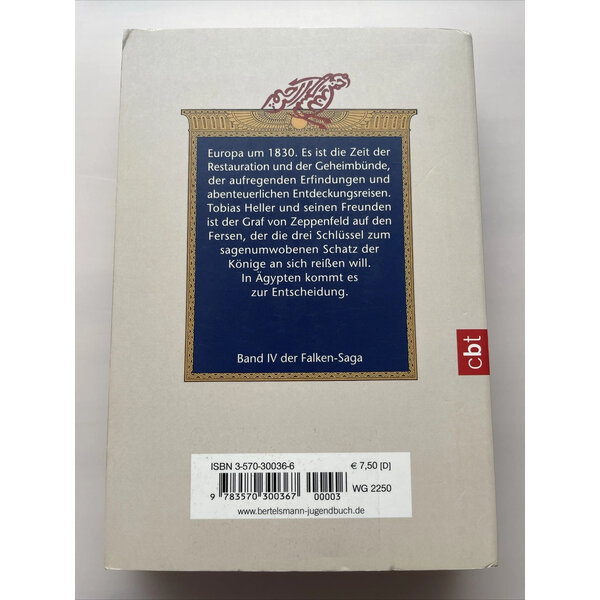 Europa um 1830. Es ist die Zeit der
Restauration und der Geheimbünde,
der aufregenden Erfindungen und
abenteuerlichen Entdeckungsreisen.
Tobias Heller und seinen Freunden
ist der Graf von Zeppenfeld auf den
Fersen, der die drei Schlüssel zum
sagenumwobenen Schatz der
Könige an sich reißen will.
In Ägypten kommt es
zur Entscheidung.
Band IV der Falken-Saga
cbt
ISBN 3-570-30036-6
€ 7,50 [D]
9 783570 300367
00003
WG 2250
www.bertelsmann-jugendbuch.de